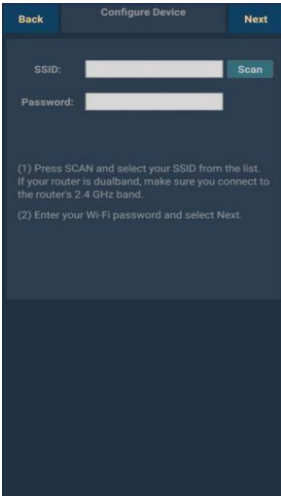 Back
Configure Device
Next
SSID:
Scan
Password:
(1) Press SCAN and select your SSID from the list.
If your router is dualband, make sure you connect to
the router's 2.4 GHz band.
(2) Enter your Wi-Fi password and select Next.